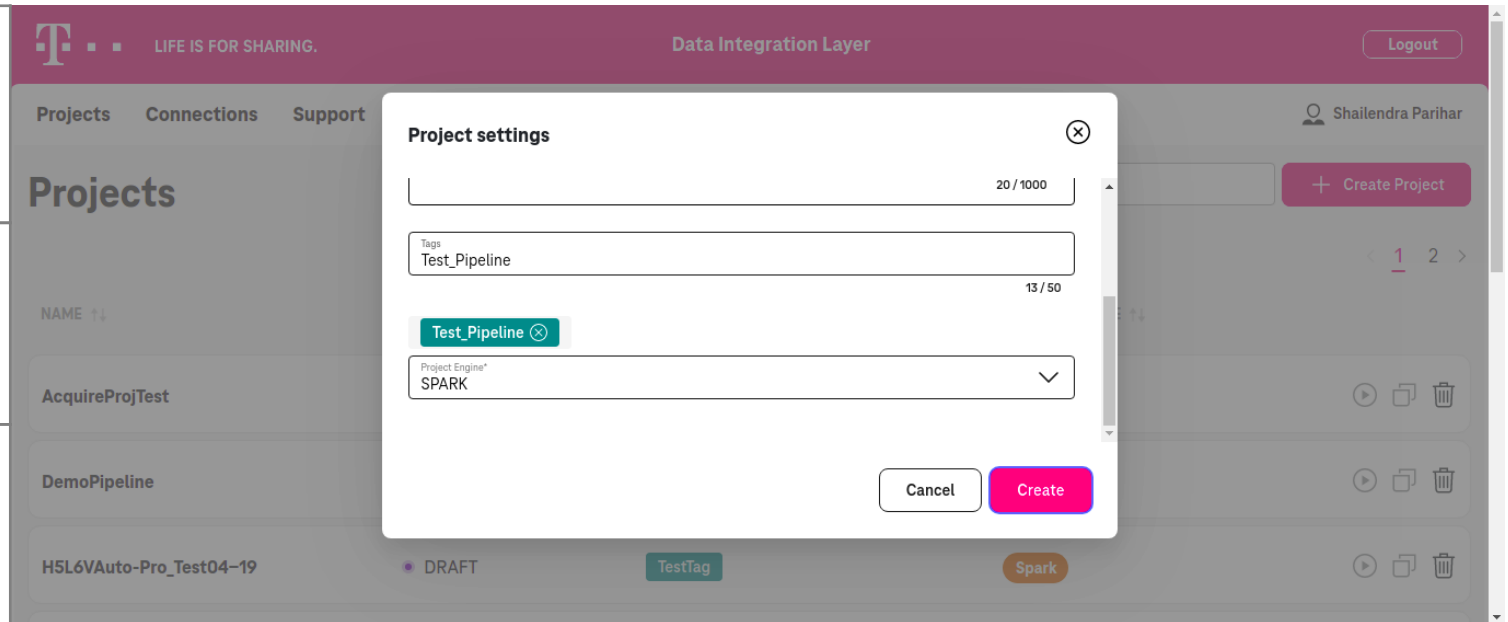 T LIFE IS FOR SHARING. Data Integration Layer Logout
Projects Connections Support Shailendra Parihar
Project settings
Projects
20 / 1000
+ Create Project
Tags
Test_Pipeline
13 / 50
1 2
NAME
Test_Pipeline
Project Engine*
SPARK
AcquireProjTest
DemoPipeline
Cancel Create
H5L6VAuto-Pro_Test04-19 DRAFT TestTag Spark